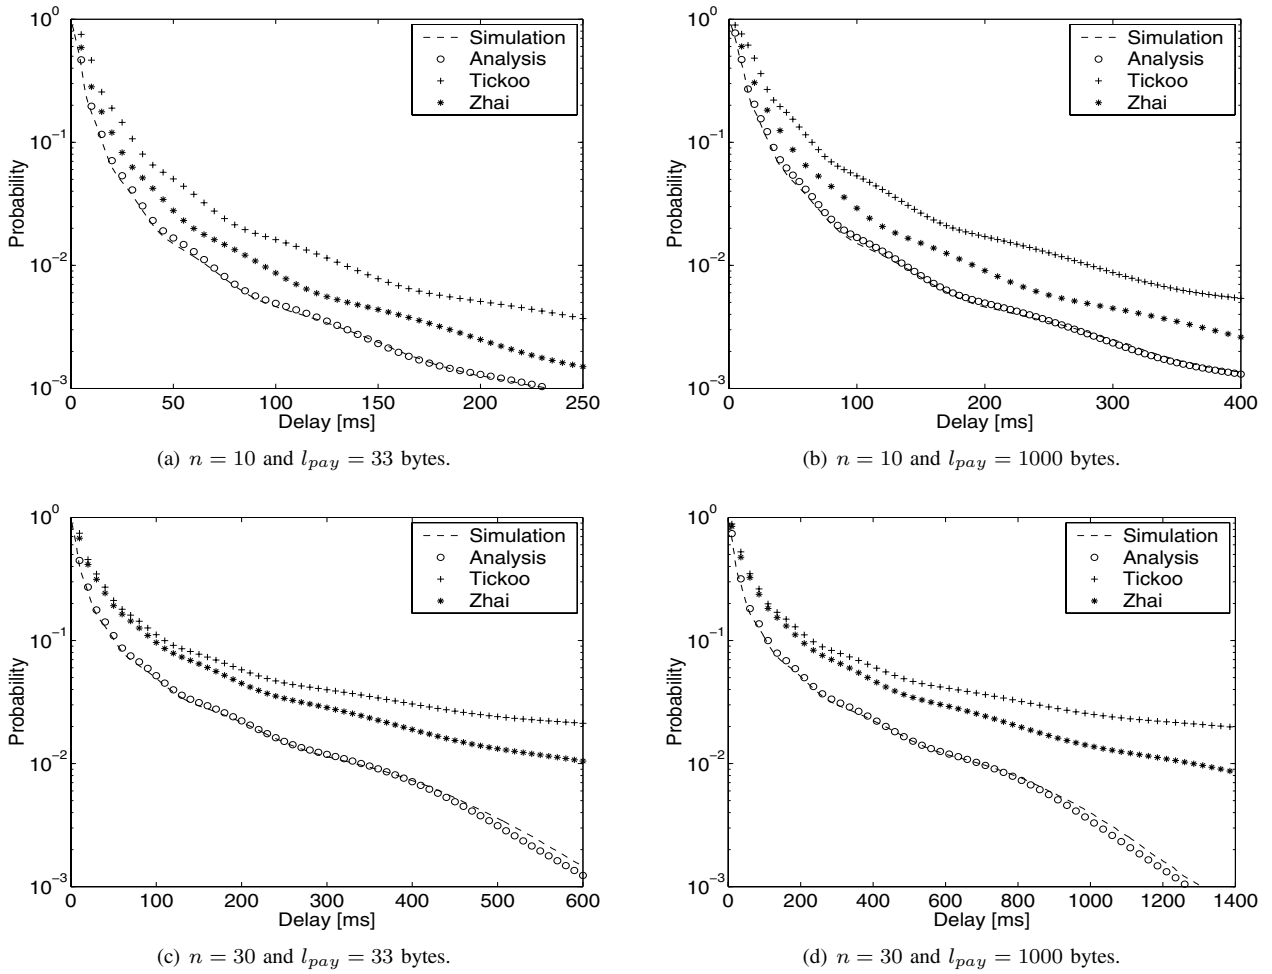 10^0
10^-1
10^-2
10^-3
Probability
Simulation
Analysis
Tickoo
Zhai
0 50 100 150 200 250
Delay [ms]
(a) n = 10 and l_pay = 33 bytes.
10^0
10^-1
10^-2
10^-3
Probability
Simulation
Analysis
Tickoo
Zhai
0 100 200 300 400
Delay [ms]
(b) n = 10 and l_pay = 1000 bytes.
10^0
10^-1
10^-2
10^-3
Probability
Simulation
Analysis
Tickoo
Zhai
0 100 200 300 400 500 600
Delay [ms]
(c) n = 30 and l_pay = 33 bytes.
10^0
10^-1
10^-2
10^-3
Probability
Simulation
Analysis
Tickoo
Zhai
0 200 400 600 800 1000 1200 1400
Delay [ms]
(d) n = 30 and l_pay = 1000 bytes.